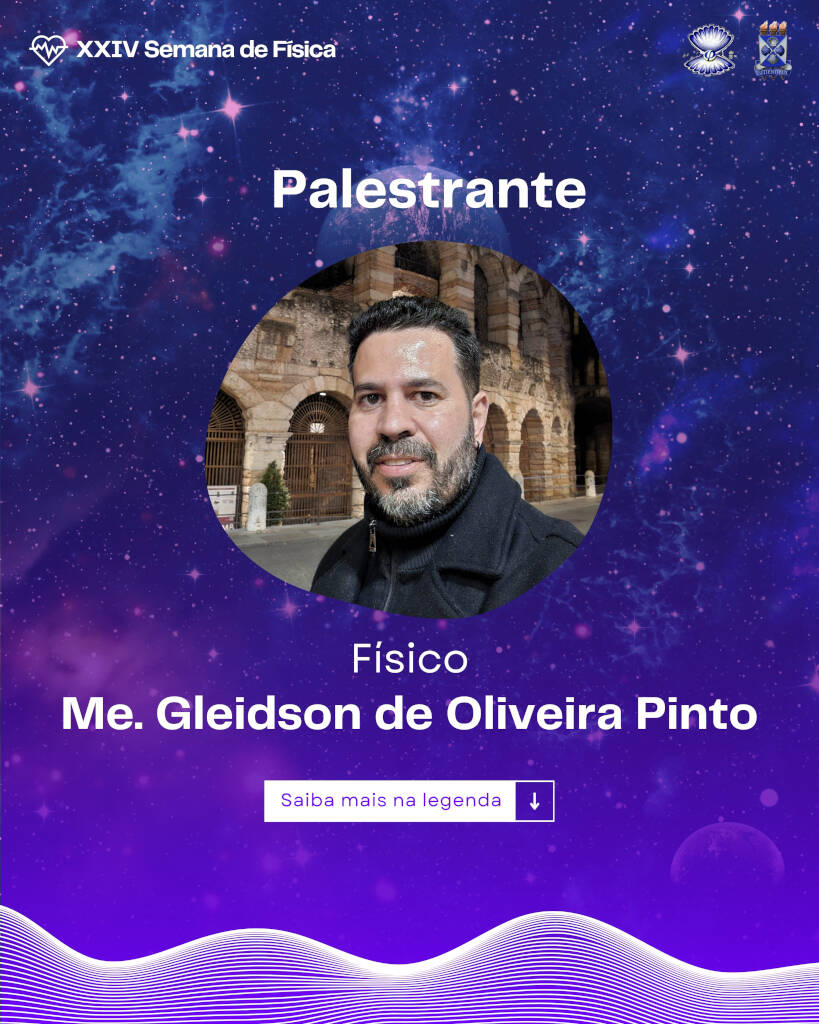 XXIV Semana de Física
Palestrante
Físico
Me. Gleidson de Oliveira Pinto
Saiba mais na legenda